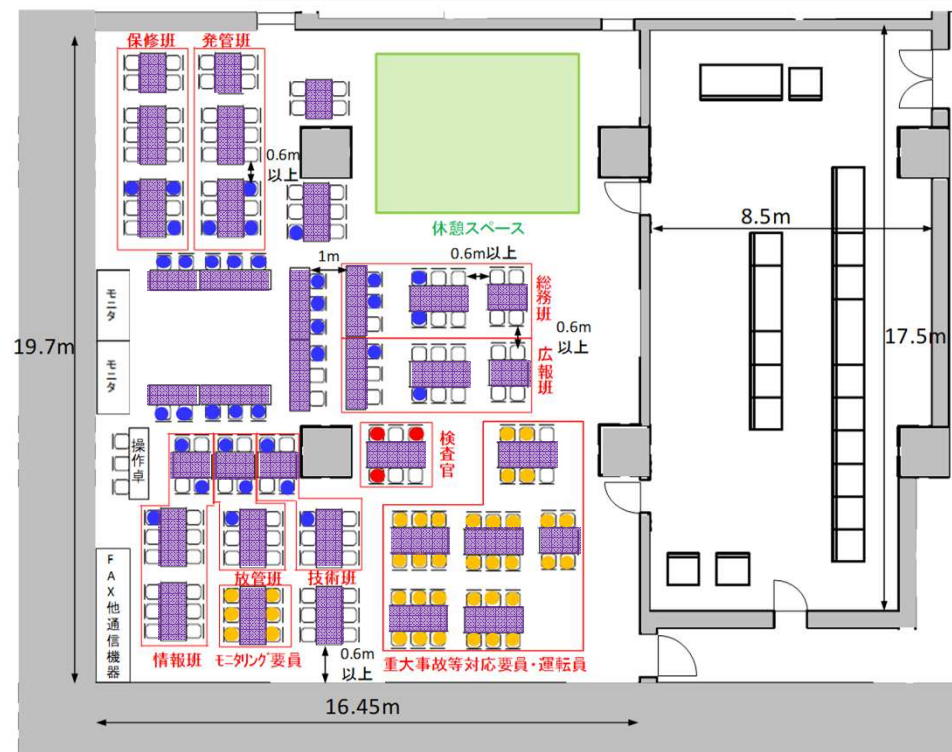 保修班
発管班
0.6m
以上
休憩スペース
8.5m
1m
0.6m以上
総務班
モニタ
19.7m
0.6m
以上
17.5m
モニタ
広報班
操作卓
検査官
FAX他通信機器
放管班
技術班
情報班
モニタリング要員
0.6m
以上
重大事故等対応要員・運転員
16.45m